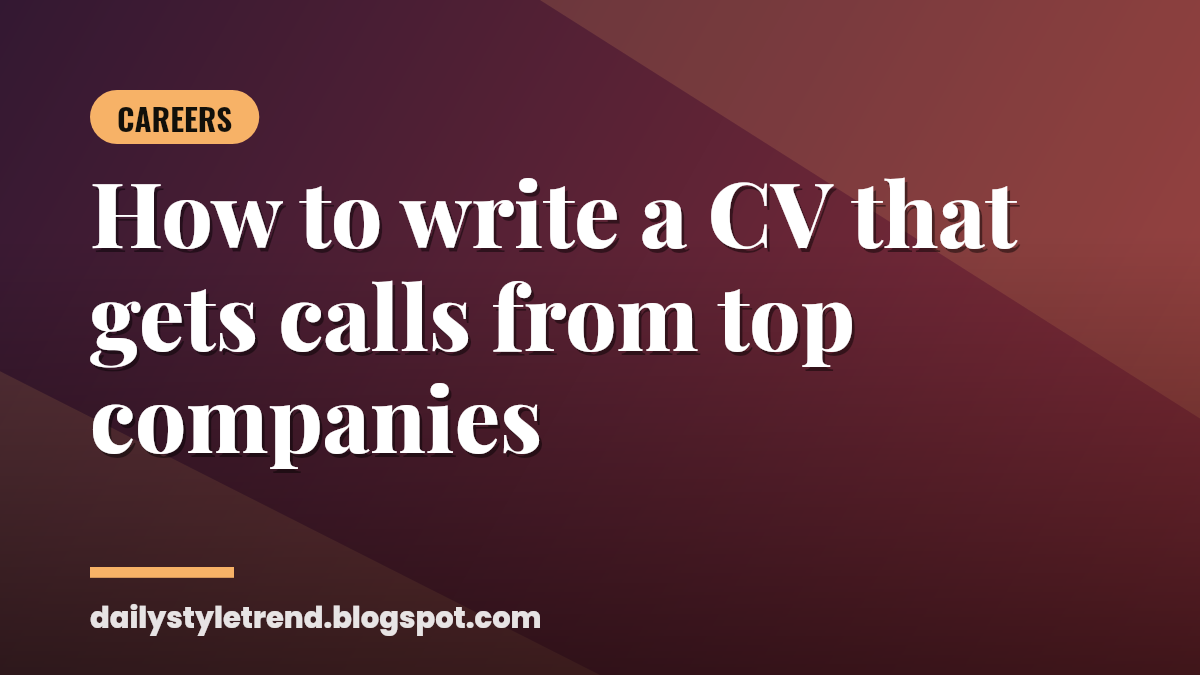 CAREERS
How to write a CV that
gets calls from top
companies
dailystyletrend.blogspot.com